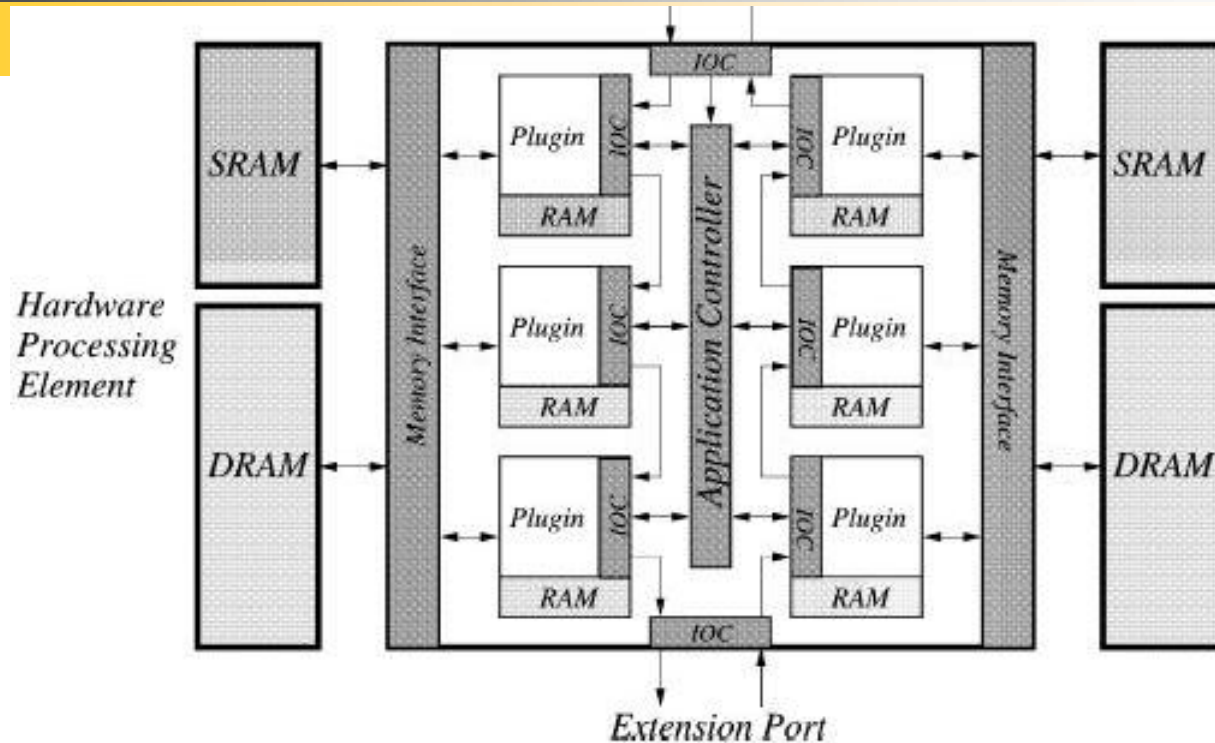 IOC
SRAM
Plugin
IOC
RAM
Memory Interface
Application Controller
IOC
Plugin
RAM
Memory Interface
SRAM
Hardware
Processing
Element
Plugin
IOC
RAM
IOC
Plugin
RAM
DRAM
Plugin
IOC
RAM
IOC
Plugin
RAM
DRAM
IOC
Extension Port